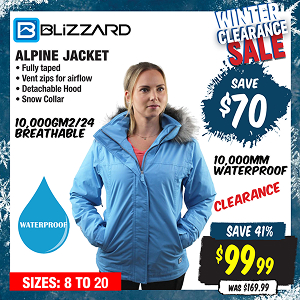 BLIZZARD
WINTER
CLEARANCE
SALE
ALPINE JACKET
• Fully taped
• Vent zips for airflow
• Detachable Hood
• Snow Collar
SAVE
$70
10,000GM2/24
BREATHABLE
10,000MM
WATERPROOF
CLEARANCE
WATERPROOF
SAVE 41%
$99.99
WAS $169.99
SIZES: 8 TO 20